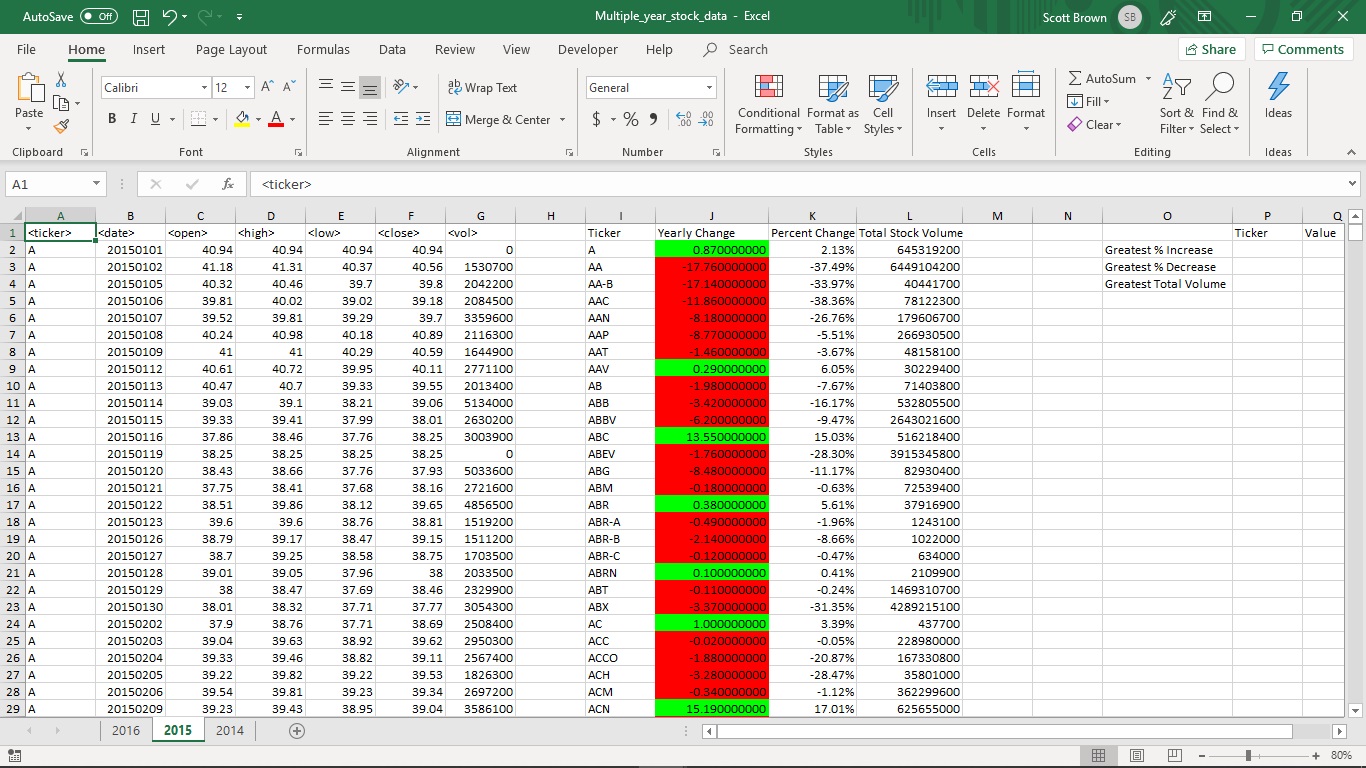 AutoSave Off Multiple_year_stock_data - Excel Scott Brown SB
File Home Insert Page Layout Formulas Data Review View Developer Help Search Share Comments
Calibri 12 A^ Aˇ ab Wrap Text General AutoSum
Paste B I U A Merge & Center $ % 9 Conditional Formatting Format as Table Cell Styles Insert Delete Format Fill Clear Sort & Filter Find & Select Ideas
Clipboard Font Alignment Number Styles Cells Editing Ideas
A1 fx <ticker>
A B C D E F G H I J K L M N O P Q
1 <ticker> <date> <open> <high> <low> <close> <vol> Ticker Yearly Change Percent Change Total Stock Volume Ticker Value
2 A 20150101 40.94 40.94 40.94 40.94 0 A 0.870000000 2.13% 645319200 Greatest % Increase
3 A 20150102 41.18 41.31 40.37 40.56 1530700 AA -17.760000000 -37.49% 6449104200 Greatest % Decrease
4 A 20150105 40.32 40.46 39.7 39.8 2042200 AA-B -17.140000000 -33.97% 40441700 Greatest Total Volume
5 A 20150106 39.81 40.02 39.02 39.18 2084500 AAC -11.860000000 -38.36% 78122300
6 A 20150107 39.52 39.81 39.29 39.7 3359600 AAN -8.180000000 -26.76% 179606700
7 A 20150108 40.24 40.98 40.18 40.89 2116300 AAP -8.770000000 -5.51% 266930500
8 A 20150109 41 41 40.29 40.59 1644900 AAT -1.460000000 -3.67% 48158100
9 A 20150112 40.61 40.72 39.95 40.11 2771100 AAV 0.290000000 6.05% 30229400
10 A 20150113 40.47 40.7 39.33 39.55 2013400 AB -1.980000000 -7.67% 71403800
11 A 20150114 39.03 39.1 38.21 39.06 5134000 ABB -3.420000000 -16.17% 532805500
12 A 20150115 39.33 39.41 37.99 38.01 2630200 ABBV -6.200000000 -9.47% 2643021600
13 A 20150116 37.86 38.46 37.76 38.25 3003900 ABC 13.550000000 15.03% 516218400
14 A 20150119 38.25 38.25 38.25 38.25 0 ABEV -1.760000000 -28.30% 3915345800
15 A 20150120 38.43 38.66 37.76 37.93 5033600 ABG -8.480000000 -11.17% 82930400
16 A 20150121 37.75 38.41 37.68 38.16 2721600 ABM -0.180000000 -0.63% 72539400
17 A 20150122 38.51 39.86 38.12 39.65 4856500 ABR 0.380000000 5.61% 37916900
18 A 20150123 39.6 39.6 38.76 38.81 1519200 ABR-A -0.490000000 -1.96% 1243100
19 A 20150126 38.79 39.17 38.47 39.15 1511200 ABR-B -2.140000000 -8.66% 1022000
20 A 20150127 38.7 39.25 38.58 38.75 1703500 ABR-C -0.120000000 -0.47% 634000
21 A 20150128 39.01 39.05 37.96 38 2033500 ABRN 0.100000000 0.41% 2109900
22 A 20150129 38 38.47 37.69 38.46 2329900 ABT -0.110000000 -0.24% 1469310700
23 A 20150130 38.01 38.32 37.71 37.77 3054300 ABX -3.370000000 -31.35% 4289215100
24 A 20150202 37.9 38.76 37.71 38.69 2508400 AC 1.000000000 3.39% 437700
25 A 20150203 39.04 39.63 38.92 39.62 2950300 ACC -0.020000000 -0.05% 228980000
26 A 20150204 39.33 39.46 38.82 39.11 2567400 ACCO -1.880000000 -20.87% 167330800
27 A 20150205 39.22 39.82 39.22 39.53 1826300 ACH -3.280000000 -28.47% 35801000
28 A 20150206 39.54 39.81 39.23 39.34 2697200 ACM -0.340000000 -1.12% 362299600
29 A 20150209 39.23 39.43 38.95 39.04 3586100 ACN 15.190000000 17.01% 625655000
2016 2015 2014
80%